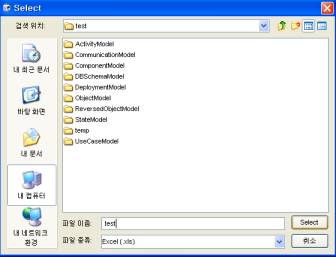 Select
검색 위치:
test
내 최근 문서
바탕 화면
내 문서
내 컴퓨터
내 네트워크
환경
ActivityModel
CommunicationModel
ComponentModel
DBSchemaModel
DeploymentModel
ObjectModel
ReversedObjectModel
StateModel
temp
UseCaseModel
파일 이름:
test
Select
파일 종류:
Excel (.xls)
취소